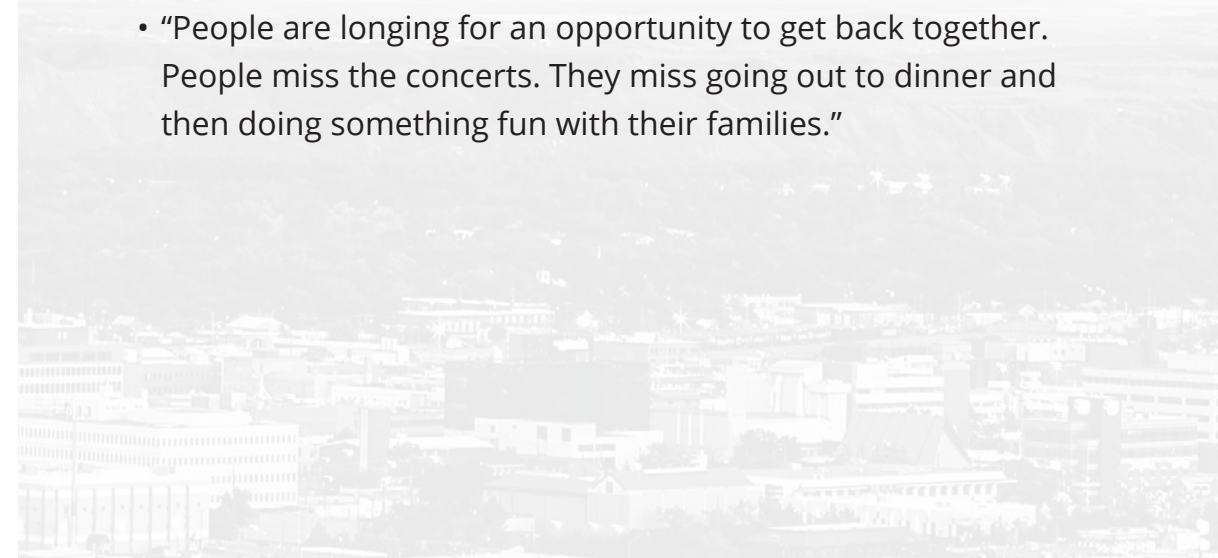 • “People are longing for an opportunity to get back together.
People miss the concerts. They miss going out to dinner and
then doing something fun with their families.”